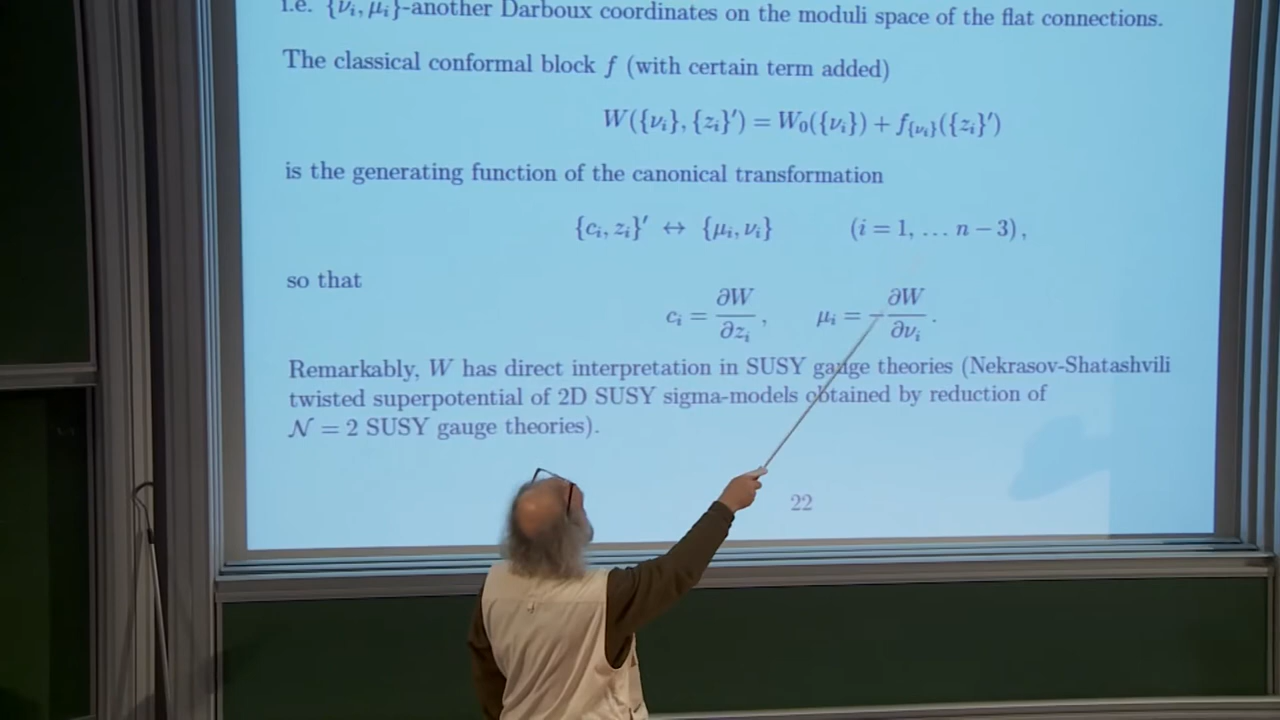 i.e. {νᵢ, μᵢ}-another Darboux coordinates on the moduli space of the flat connections.
The classical conformal block f (with certain term added)
W({νᵢ}, {zᵢ}′) = W₀({νᵢ}) + f_{νᵢ}({zᵢ}′)
is the generating function of the canonical transformation
{cᵢ, zᵢ}′ ↔ {μᵢ, νᵢ} (i = 1, … n − 3),
so that
cᵢ = ∂W/∂zᵢ , μᵢ = −∂W/∂νᵢ .
Remarkably, W has direct interpretation in SUSY gauge theories (Nekrasov-Shatashvili
twisted superpotential of 2D SUSY sigma-models obtained by reduction of
𝒩 = 2 SUSY gauge theories).
22